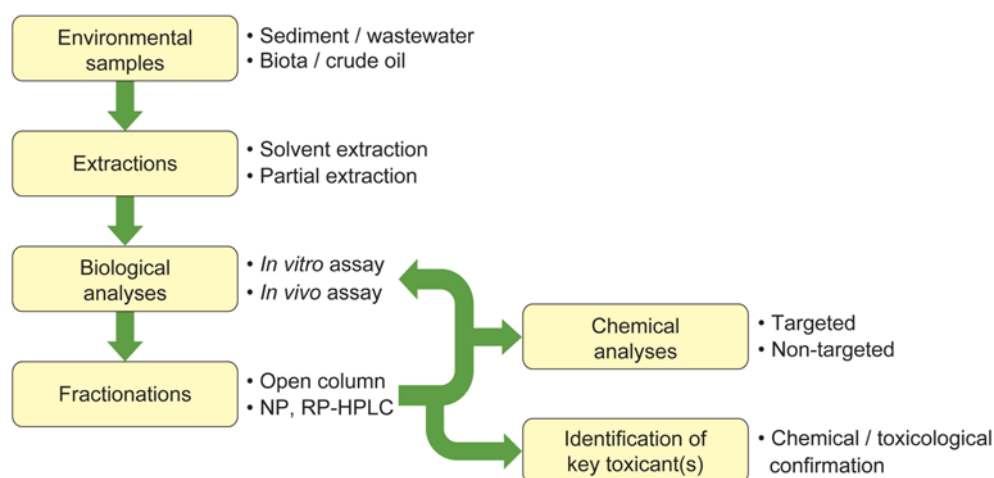 Environmental
samples
• Sediment / wastewater
• Biota / crude oil
Extractions
• Solvent extraction
• Partial extraction
Biological
analyses
• In vitro assay
• In vivo assay
Fractionations
• Open column
• NP, RP-HPLC
Chemical
analyses
• Targeted
• Non-targeted
Identification of
key toxicant(s)
• Chemical / toxicological
confirmation